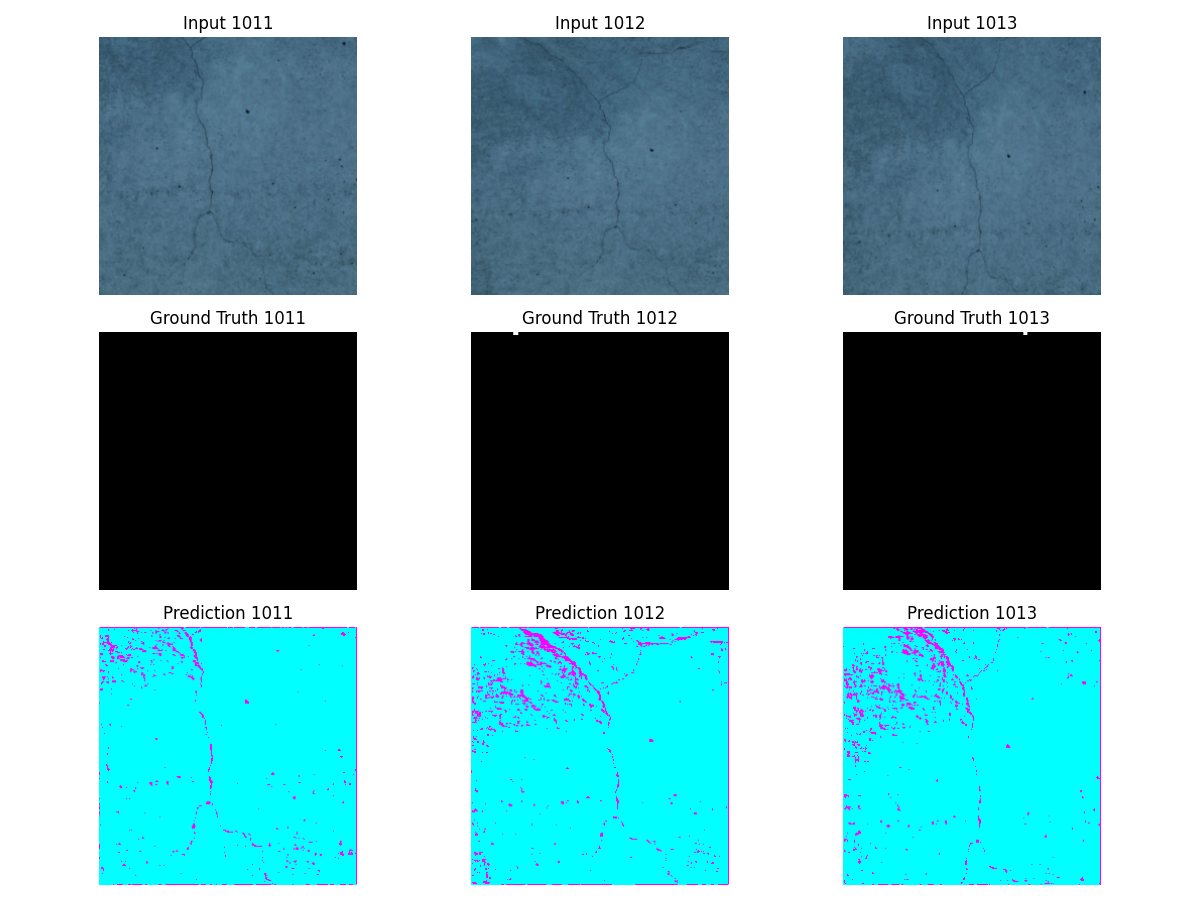 Input 1011
Input 1012
Input 1013
Ground Truth 1011
Ground Truth 1012
Ground Truth 1013
Prediction 1011
Prediction 1012
Prediction 1013